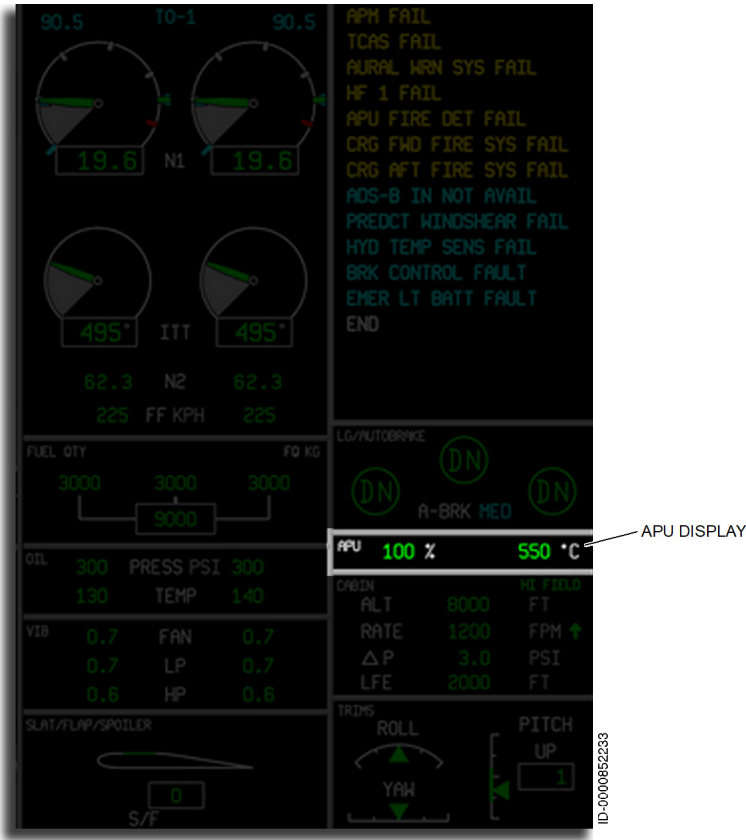 90.5 TO-1 90.5
19.6 N1 19.6
495° ITT 495°
62.3 N2 62.3
225 FF KPH 225
APM FAIL
TCAS FAIL
AURAL WRN SYS FAIL
HF 1 FAIL
APU FIRE DET FAIL
CRG FWD FIRE SYS FAIL
CRG AFT FIRE SYS FAIL
ADS-B IN NOT AVAIL
PREDCT WINDSHEAR FAIL
HYD TEMP SENS FAIL
BRK CONTROL FAULT
EMER LT BATT FAULT
END
FUEL QTY FQ KG
3000 3000 3000
9000
LG/AUTOBRAKE
DN
DN DN
A-BRK MED
APU 100 % 550 °C
APU DISPLAY
OIL
300 PRESS PSI 300
130 TEMP 140
VIB
0.7 FAN 0.7
0.7 LP 0.7
0.6 HP 0.6
CABIN HI FIELD
ALT 8000 FT
RATE 1200 FPM
△P 3.0 PSI
LFE 2000 FT
SLAT/FLAP/SPOILER
0
S/F
TRIMS
ROLL PITCH
UP
1
YAW
ID-0000852233